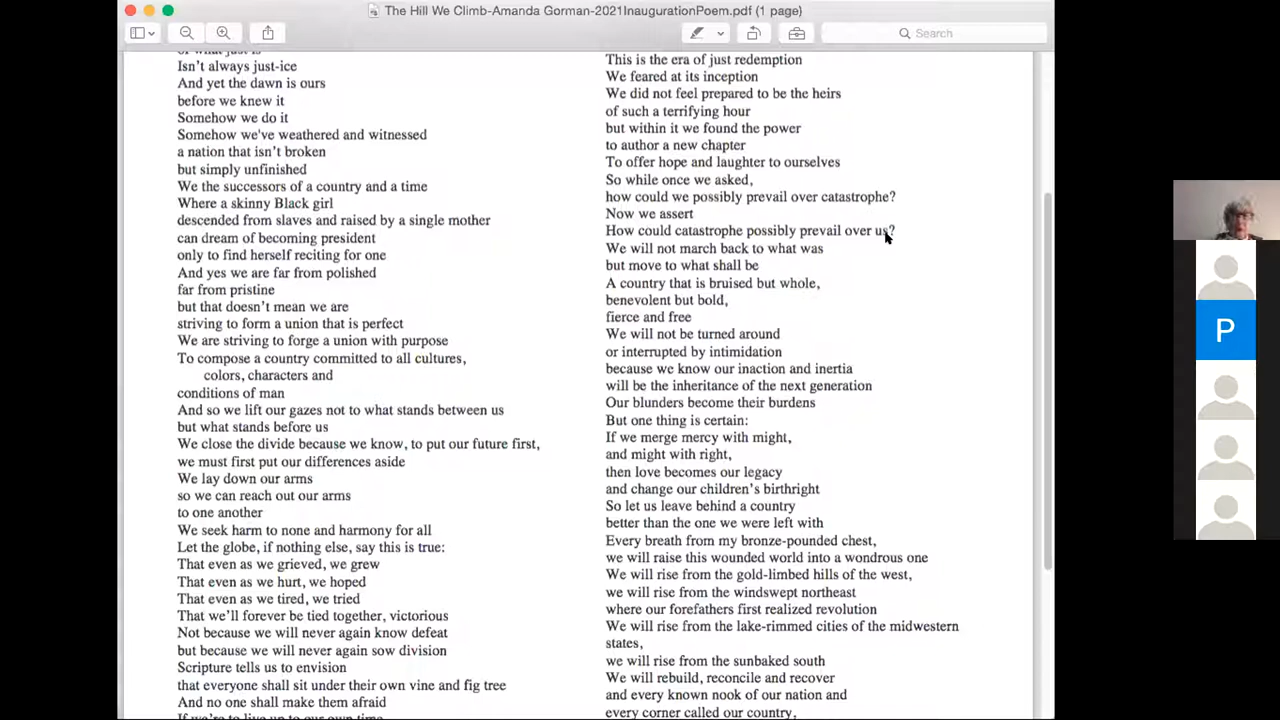 The Hill We Climb-Amanda Gorman-2021InaugurationPoem.pdf (1 page)
Search
or what just is
Isn't always just-ice
And yet the dawn is ours
before we knew it
Somehow we do it
Somehow we've weathered and witnessed
a nation that isn't broken
but simply unfinished
We the successors of a country and a time
Where a skinny Black girl
descended from slaves and raised by a single mother
can dream of becoming president
only to find herself reciting for one
And yes we are far from polished
far from pristine
but that doesn't mean we are
striving to form a union that is perfect
We are striving to forge a union with purpose
To compose a country committed to all cultures,
colors, characters and
conditions of man
And so we lift our gazes not to what stands between us
but what stands before us
We close the divide because we know, to put our future first,
we must first put our differences aside
We lay down our arms
so we can reach out our arms
to one another
We seek harm to none and harmony for all
Let the globe, if nothing else, say this is true:
That even as we grieved, we grew
That even as we hurt, we hoped
That even as we tired, we tried
That we'll forever be tied together, victorious
Not because we will never again know defeat
but because we will never again sow division
Scripture tells us to envision
that everyone shall sit under their own vine and fig tree
And no one shall make them afraid
If we're to live up to our own time
This is the era of just redemption
We feared at its inception
We did not feel prepared to be the heirs
of such a terrifying hour
but within it we found the power
to author a new chapter
To offer hope and laughter to ourselves
So while once we asked,
how could we possibly prevail over catastrophe?
Now we assert
How could catastrophe possibly prevail over us?
We will not march back to what was
but move to what shall be
A country that is bruised but whole,
benevolent but bold,
fierce and free
We will not be turned around
or interrupted by intimidation
because we know our inaction and inertia
will be the inheritance of the next generation
Our blunders become their burdens
But one thing is certain:
If we merge mercy with might,
and might with right,
then love becomes our legacy
and change our children's birthright
So let us leave behind a country
better than the one we were left with
Every breath from my bronze-pounded chest,
we will raise this wounded world into a wondrous one
We will rise from the gold-limbed hills of the west,
we will rise from the windswept northeast
where our forefathers first realized revolution
We will rise from the lake-rimmed cities of the midwestern
states,
we will rise from the sunbaked south
We will rebuild, reconcile and recover
and every known nook of our nation and
every corner called our country,
P